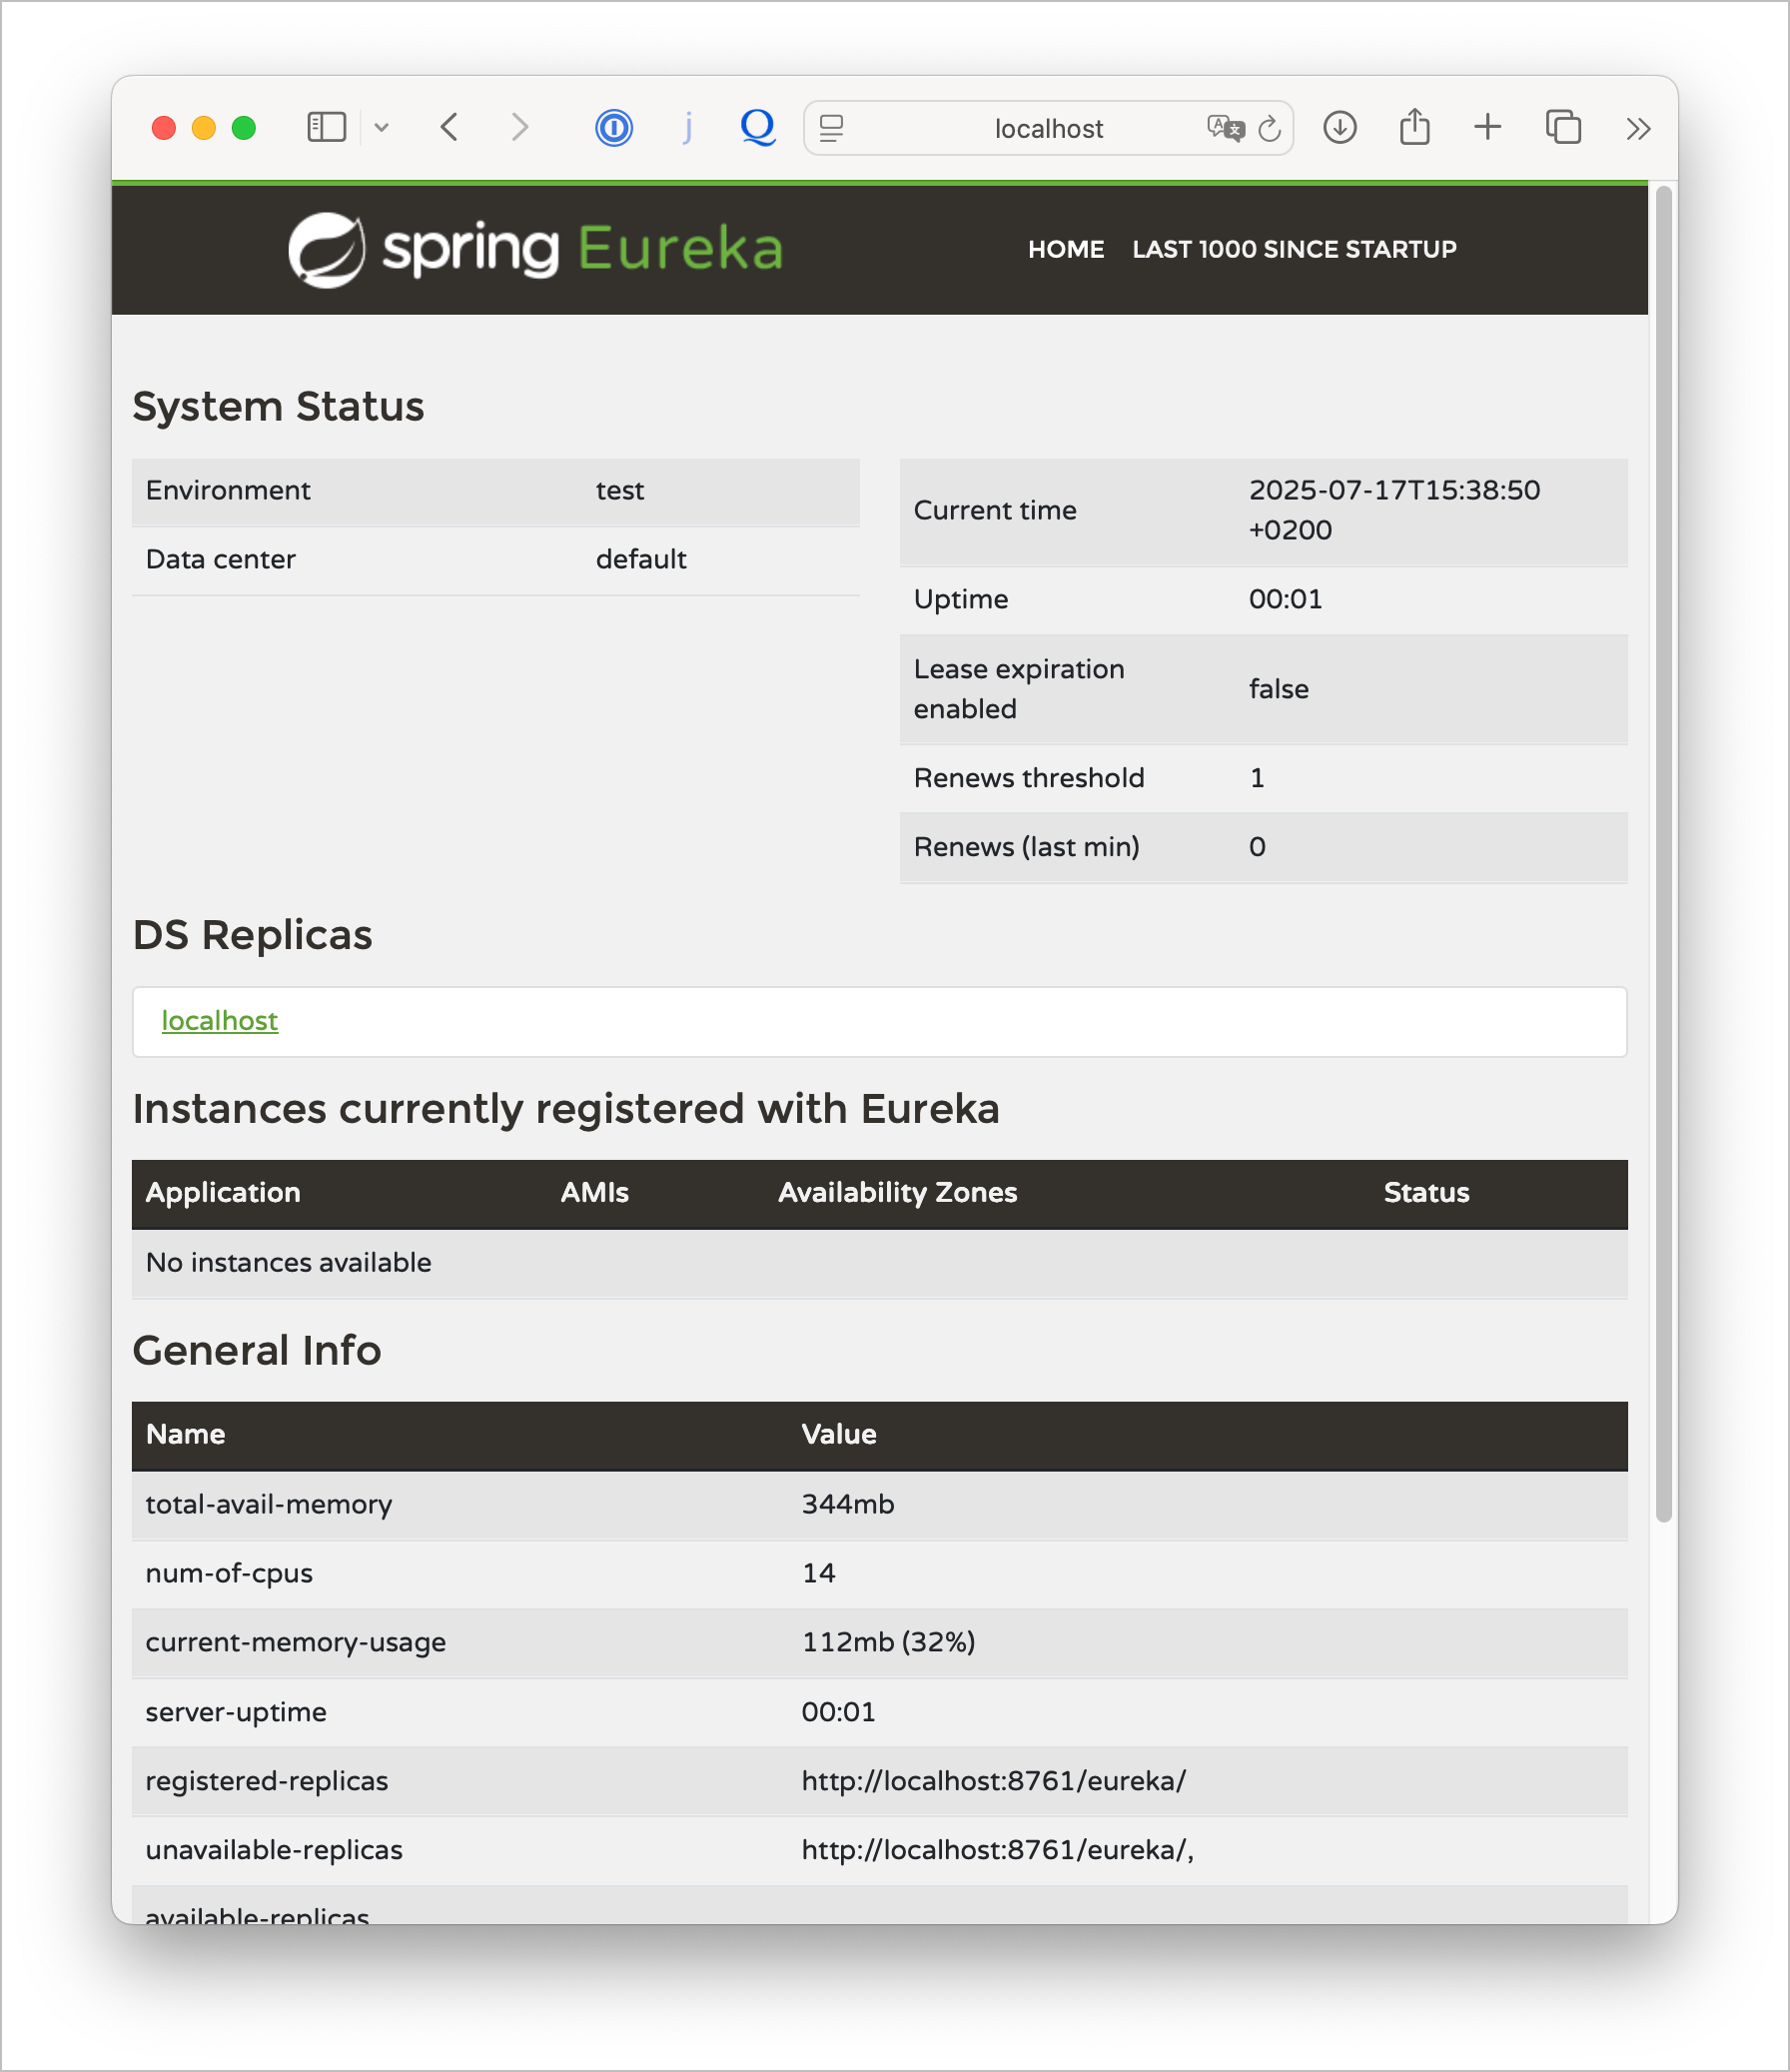 localhost
spring Eureka
HOME LAST 1000 SINCE STARTUP
System Status
Environment test
Data center default
Current time 2025-07-17T15:38:50
+0200
Uptime 00:01
Lease expiration
enabled false
Renews threshold 1
Renews (last min) 0
DS Replicas
localhost
Instances currently registered with Eureka
Application AMIs Availability Zones Status
No instances available
General Info
Name Value
total-avail-memory 344mb
num-of-cpus 14
current-memory-usage 112mb (32%)
server-uptime 00:01
registered-replicas http://localhost:8761/eureka/
unavailable-replicas http://localhost:8761/eureka/,
available-replicas